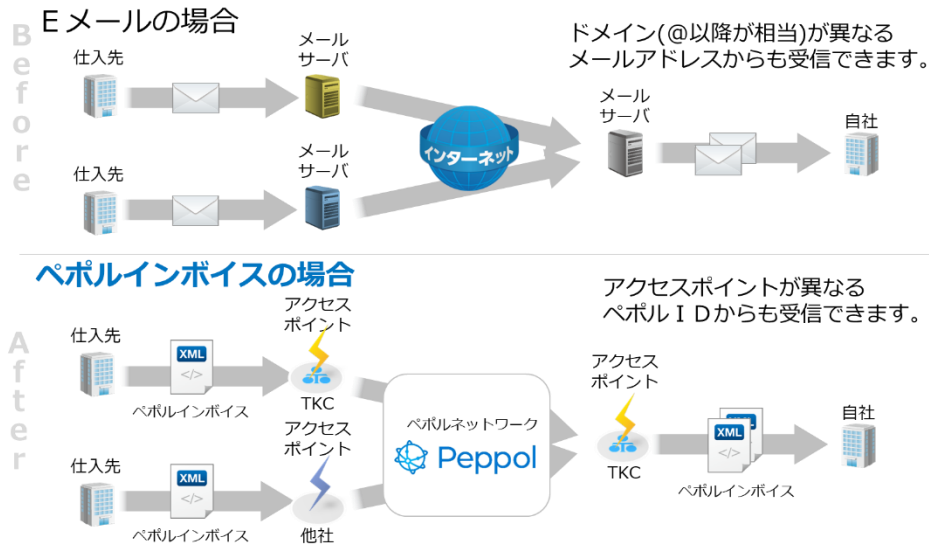 Before
Eメールの場合
ドメイン(@以降が相当)が異なる
メールアドレスからも受信できます。
仕入先
メール
サーバ
仕入先
メール
サーバ
インターネット
メール
サーバ
自社
After
ペポルインボイスの場合
アクセスポイントが異なる
ペポルIDからも受信できます。
仕入先
XML
</>
ペポルインボイス
アクセス
ポイント
TKC
仕入先
XML
</>
ペポルインボイス
アクセス
ポイント
他社
ペポルネットワーク
Peppol
アクセス
ポイント
TKC
XML
</>
ペポルインボイス
自社